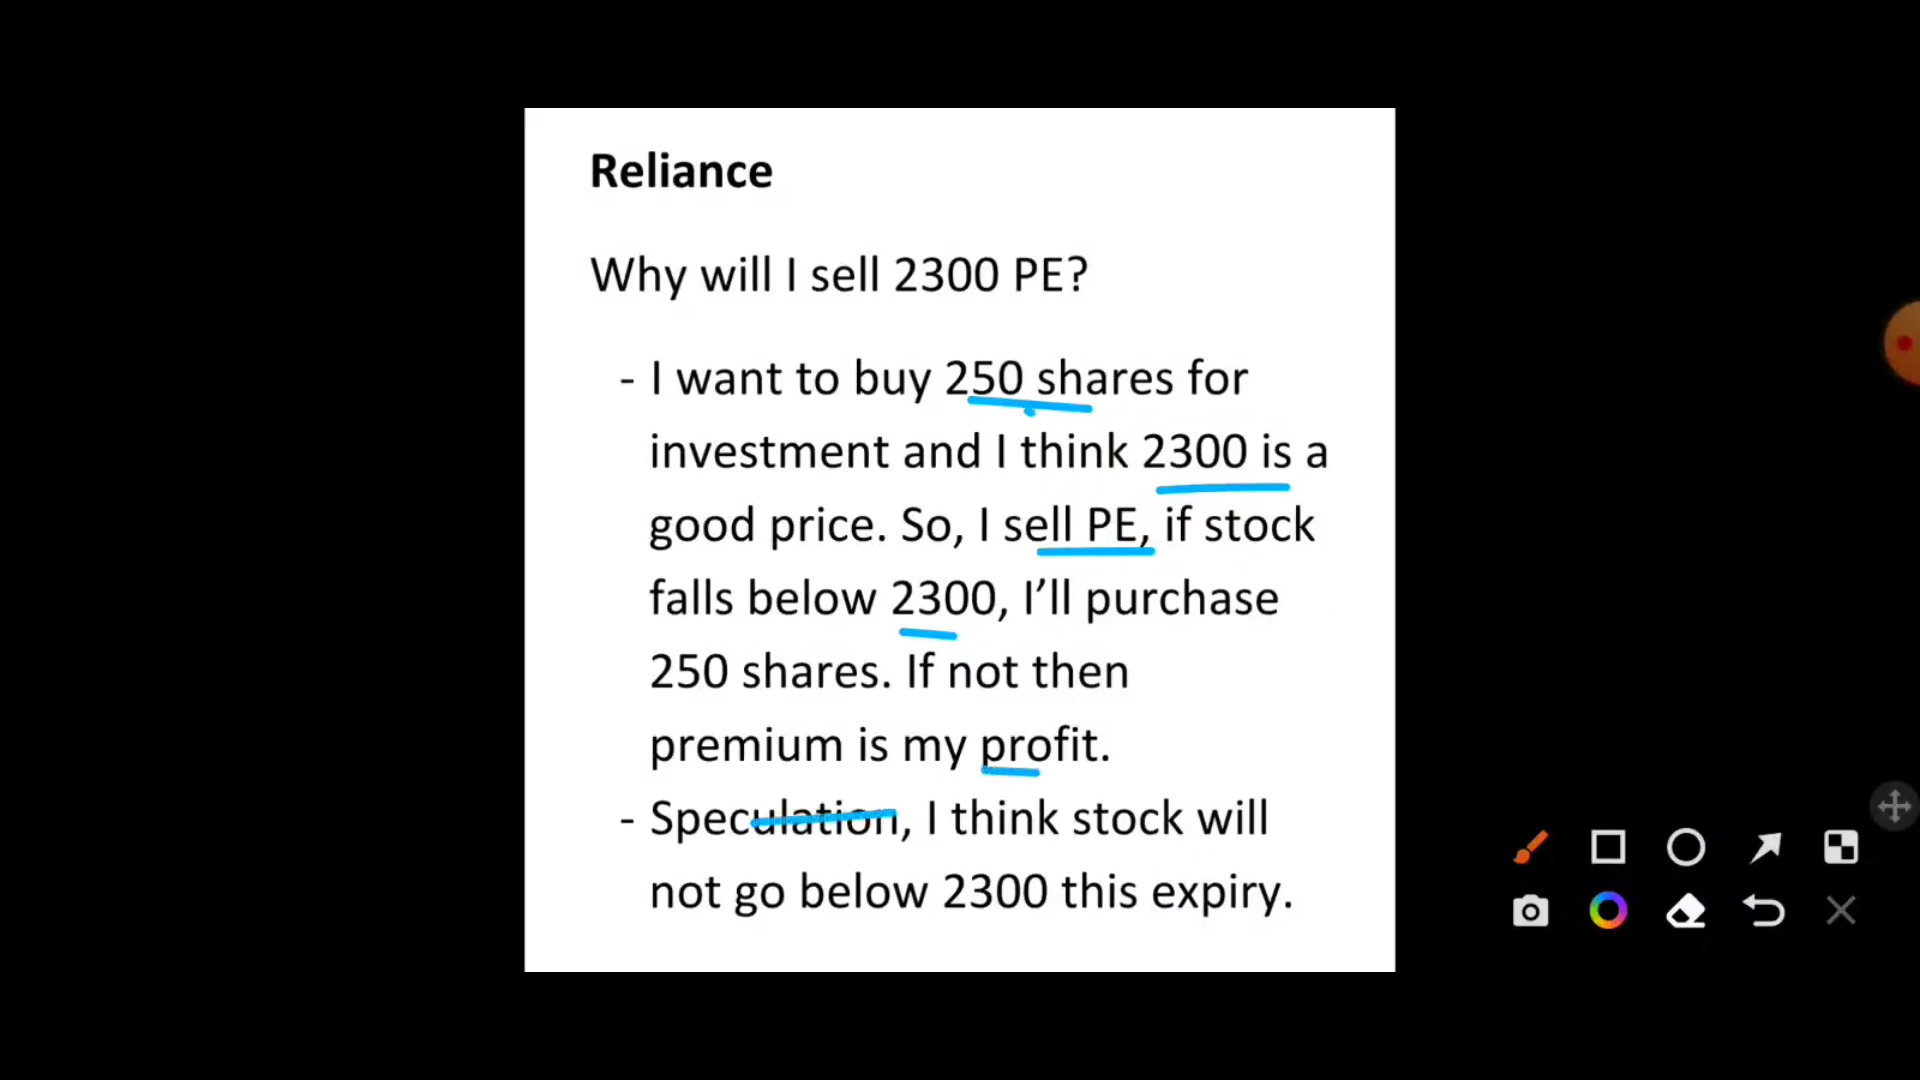 Reliance
Why will I sell 2300 PE?
- I want to buy 250 shares for
investment and I think 2300 is a
good price. So, I sell PE, if stock
falls below 2300, I’ll purchase
250 shares. If not then
premium is my profit.
- Speculation, I think stock will
not go below 2300 this expiry.